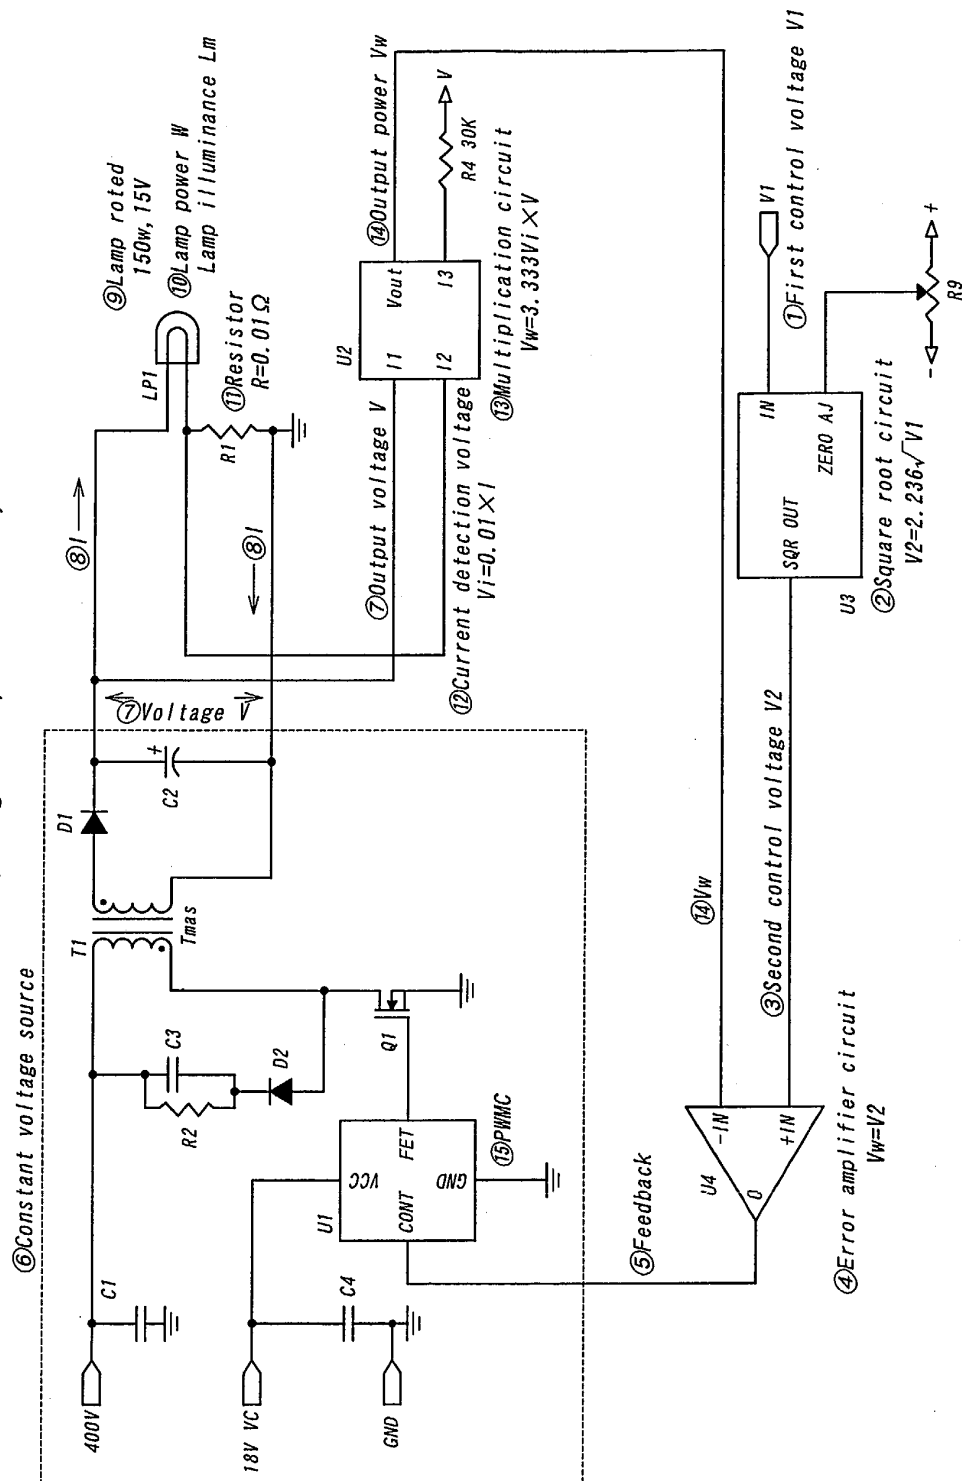 ⑥Constant voltage source
400V
C1
18V VC
C4
GND
R2
C3
D2
T1
Tmas
D1
C2
+
⑦Voltage V
⑧I
⑧I
Q1
U1
VCC
CONT
FET
GND
⑮PWMC
LP1
⑨Lamp roted
150w, 15V
⑩Lamp power W
Lamp illuminance Lm
⑪Resistor
R=0.01Ω
R1
⑦Output voltage V
⑫Current detection voltage
Vi=0.01×I
U2
I1
I2
Vout
I3
⑭Output power Vw
R4 30K
V
⑬Multiplication circuit
Vw=3.333Vi×V
⑤Feedback
⑭Vw
③Second control voltage V2
U4
-IN
+IN
O
④Error amplifier circuit
Vw=V2
SQR OUT
IN
ZERO AJ
U3
②Square root circuit
V2=2.236√V1
V1
①First control voltage V1
-
+
R9